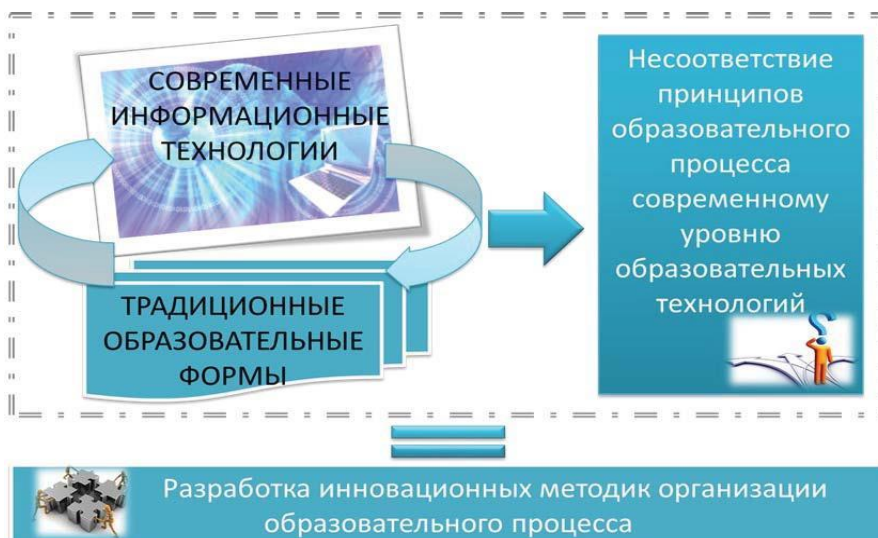 СОВРЕМЕННЫЕ
ИНФОРМАЦИОННЫЕ
ТЕХНОЛОГИИ
ТРАДИЦИОННЫЕ
ОБРАЗОВАТЕЛЬНЫЕ
ФОРМЫ
Несоответствие
принципов
образовательного
процесса
современному
уровню
образовательных
технологий
Разработка инновационных методик организации
образовательного процесса